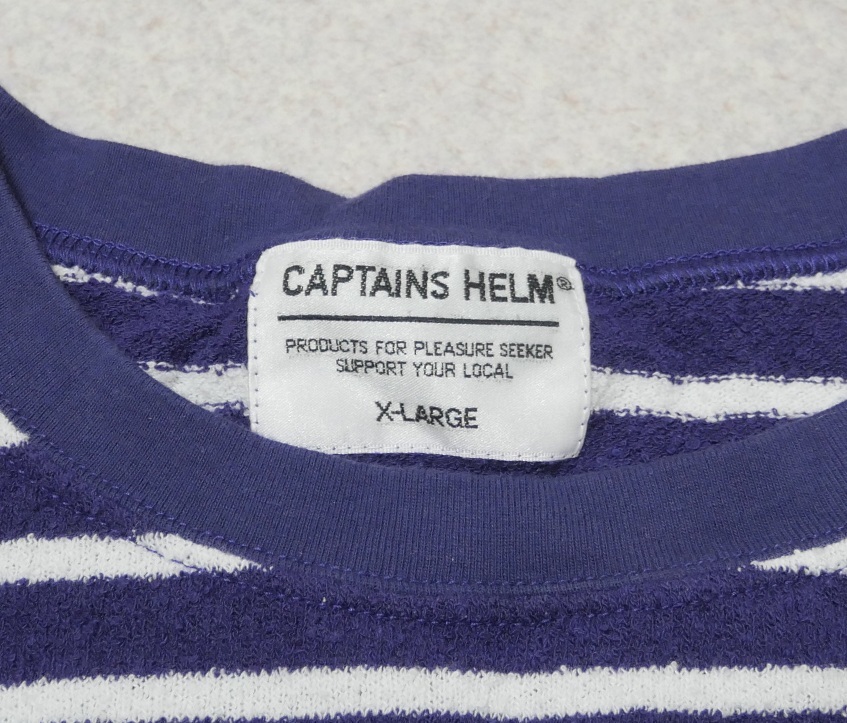 CAPTAINS HELM®
PRODUCTS FOR PLEASURE SEEKER
SUPPORT YOUR LOCAL
X-LARGE